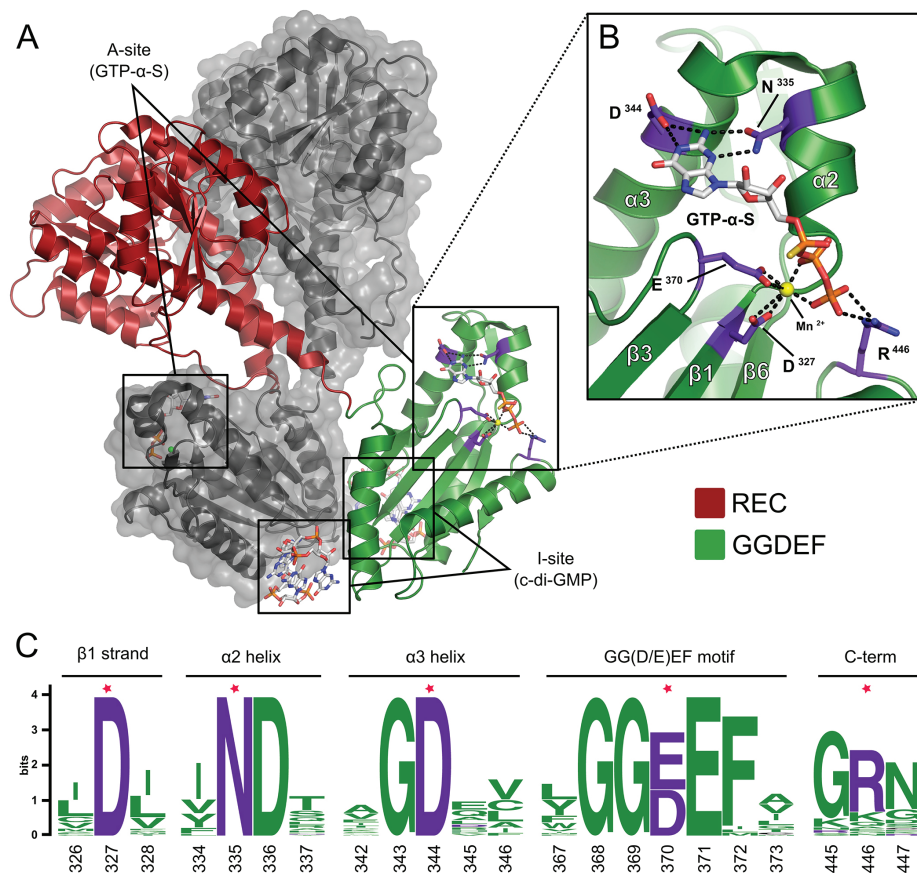 A
A-site
(GTP-α-S)
B
N 335
D 344
α3
α2
GTP-α-S
E 370
Mn 2+
R 446
β3
β1
β6
D 327
REC
GGDEF
I-site
(c-di-GMP)
C
β1 strand
α2 helix
α3 helix
GG(D/E)EF motif
C-term
4
3
2
1
0
bits
I D I
I N D T
G D V
GGEEF
D
G R N
326 327 328 334 335 336 337 342 343 344 345 346 367 368 369 370 371 372 373 445 446 447